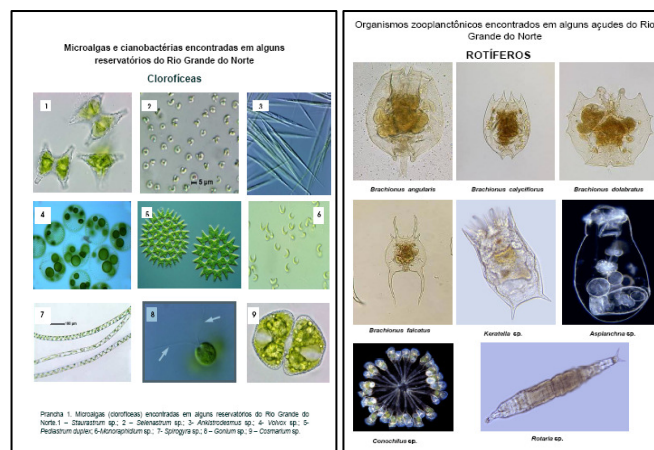 Microalgas e cianobactérias encontradas em alguns
reservatórios do Rio Grande do Norte
Clorofíceas
1
2
3
5 µm
4
5
6
7
8
9
Prancha 1. Microalgas (clorofíceas) encontradas em alguns reservatórios do Rio Grande do
Norte.1 – Staurastrum sp.; 2 – Selenastrum sp.; 3- Ankistrodesmus sp.; 4- Volvox sp.; 5-
Pediastrum duplex; 6-Monoraphidium sp.; 7- Spirogyra sp.; 8 – Gonium sp.; 9 – Cosmarium sp.
Organismos zooplanctônicos encontrados em alguns açudes do Rio
Grande do Norte
ROTÍFEROS
Brachionus angularis
Brachionus calyciflorus
Brachionus dolabratus
Brachionus falcatus
Keratella sp.
Asplanchna sp.
Conochilus sp.
Rotaria sp.